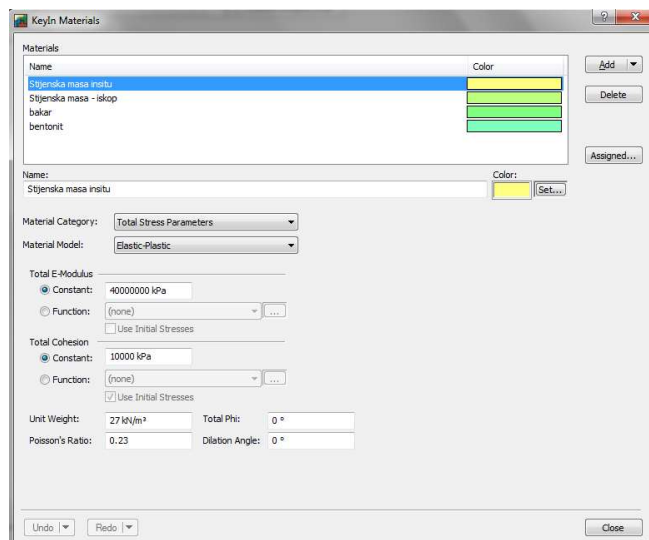 KeyIn Materials
Materials
Name Color
Stijenska masa insitu
Stijenska masa - iskop
bakar
bentonit
Add
Delete
Assigned...
Name: Color:
Stijenska masa insitu Set...
Material Category: Total Stress Parameters
Material Model: Elastic-Plastic
Total E-Modulus
Constant: 40000000 kPa
Function: (none) ...
Use Initial Stresses
Total Cohesion
Constant: 10000 kPa
Function: (none) ...
Use Initial Stresses
Unit Weight: 27 kN/m³ Total Phi: 0 °
Poisson's Ratio: 0.23 Dilation Angle: 0 °
Undo Redo Close